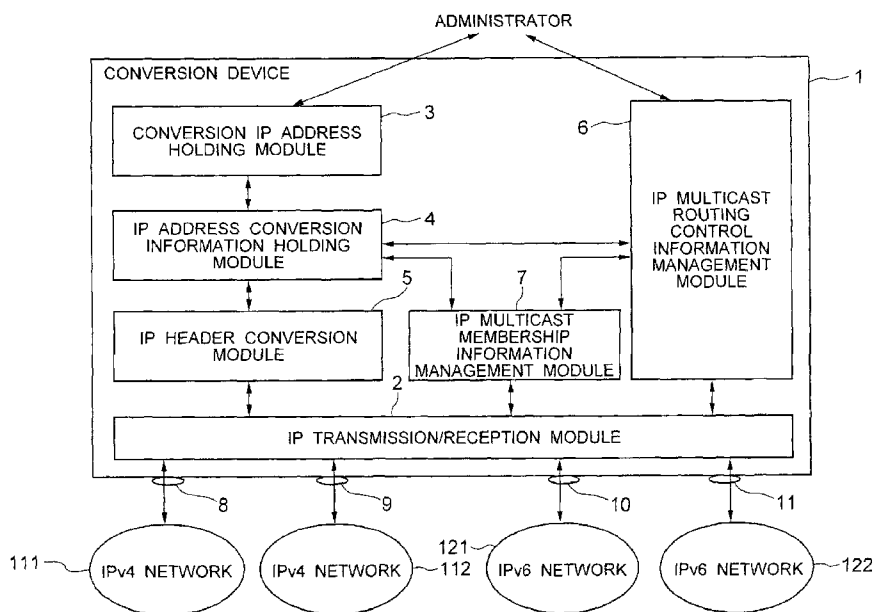 ADMINISTRATOR
CONVERSION DEVICE
1
3
CONVERSION IP ADDRESS
HOLDING MODULE
6
IP MULTICAST
ROUTING
CONTROL
INFORMATION
MANAGEMENT MODULE
4
IP ADDRESS CONVERSION
INFORMATION HOLDING
MODULE
5
IP HEADER CONVERSION
MODULE
7
IP MULTICAST
MEMBERSHIP
INFORMATION
MANAGEMENT MODULE
2
IP TRANSMISSION/RECEPTION MODULE
8
9
10
11
111
IPv4 NETWORK
IPv4 NETWORK
112
121
IPv6 NETWORK
IPv6 NETWORK
122